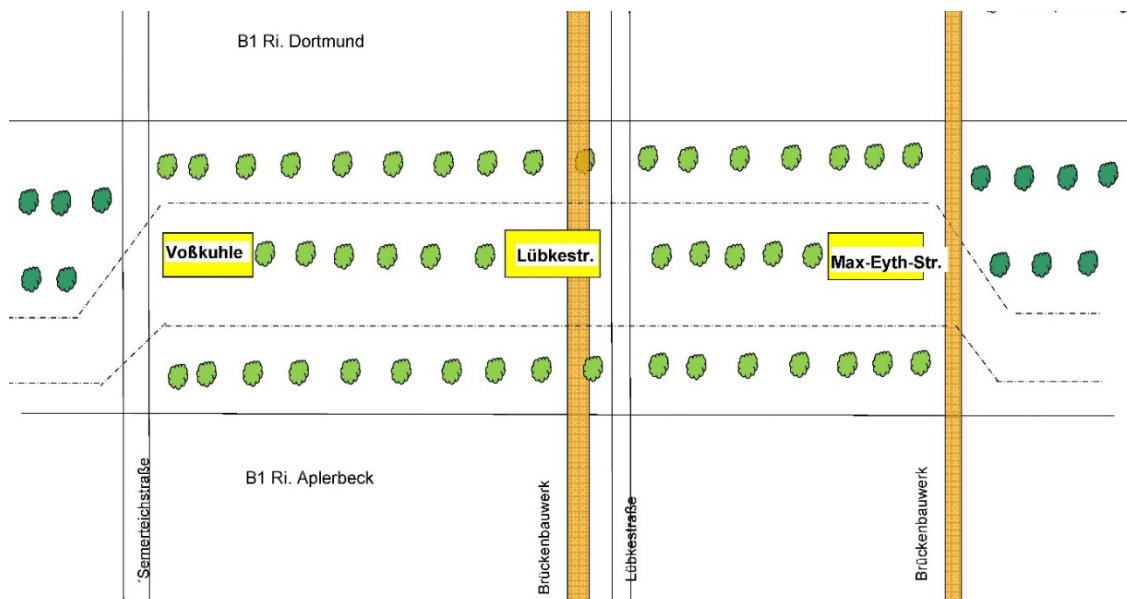 B1 Ri. Dortmund
Voßkuhle
Lübkestr.
Max-Eyth-Str.
B1 Ri. Aplerbeck
Semerteichstraße
Brückenbauwerk
Lübkestraße
Brückenbauwerk